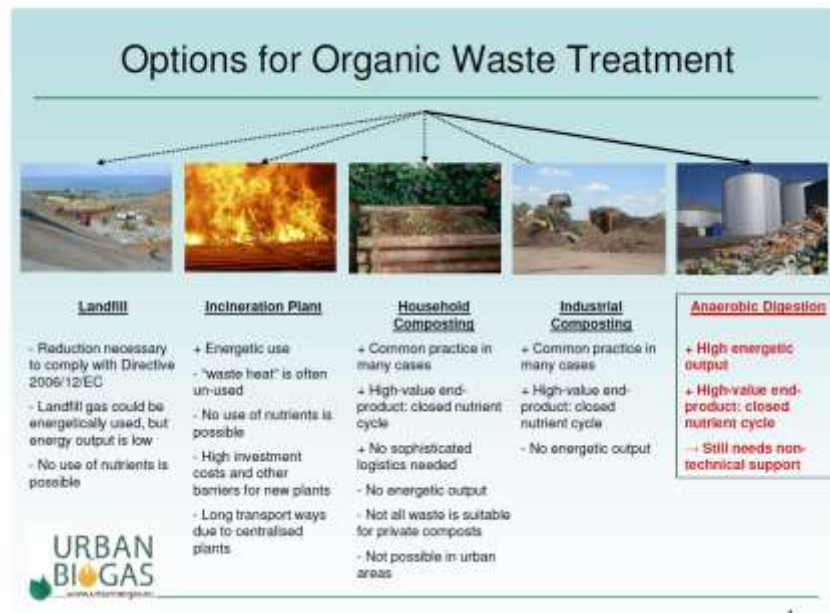 Options for Organic Waste Treatment
Landfill
- Reduction necessary
to comply with Directive
2006/12/EC
- Landfill gas could be
energetically used, but
energy output is low
- No use of nutrients is
possible
Incineration Plant
+ Energetic use
- "waste heat" is often
un-used
- No use of nutrients is
possible
- High investment
costs and other
barriers for new plants
- Long transport ways
due to centralised
plants
Household
Composting
+ Common practice in
many cases
+ High-value end-
product: closed nutrient
cycle
+ No sophisticated
logistics needed
- No energetic output
- Not all waste is suitable
for private composts
- Not possible in urban
areas
Industrial
Composting
+ Common practice in
many cases
+ High-value end-
product: closed
nutrient cycle
- No energetic output
Anaerobic Digestion
+ High energetic
output
+ High-value end-
product: closed
nutrient cycle
→ Still needs non-
technical support
URBAN
BIOGAS